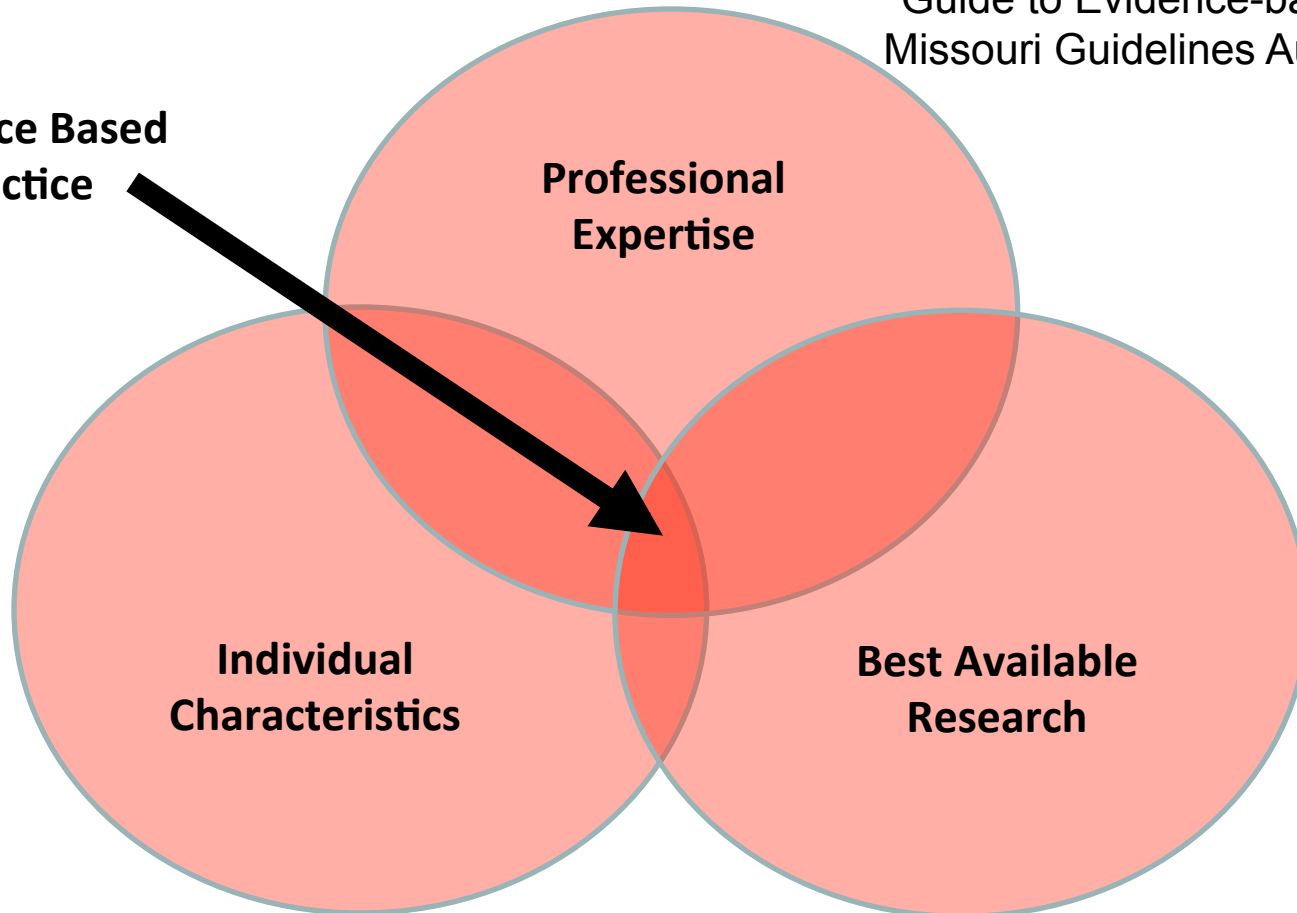 Guide to Evidence-ba
Missouri Guidelines Au
ce Based
ctice
Professional
Expertise
Individual
Characteristics
Best Available
Research